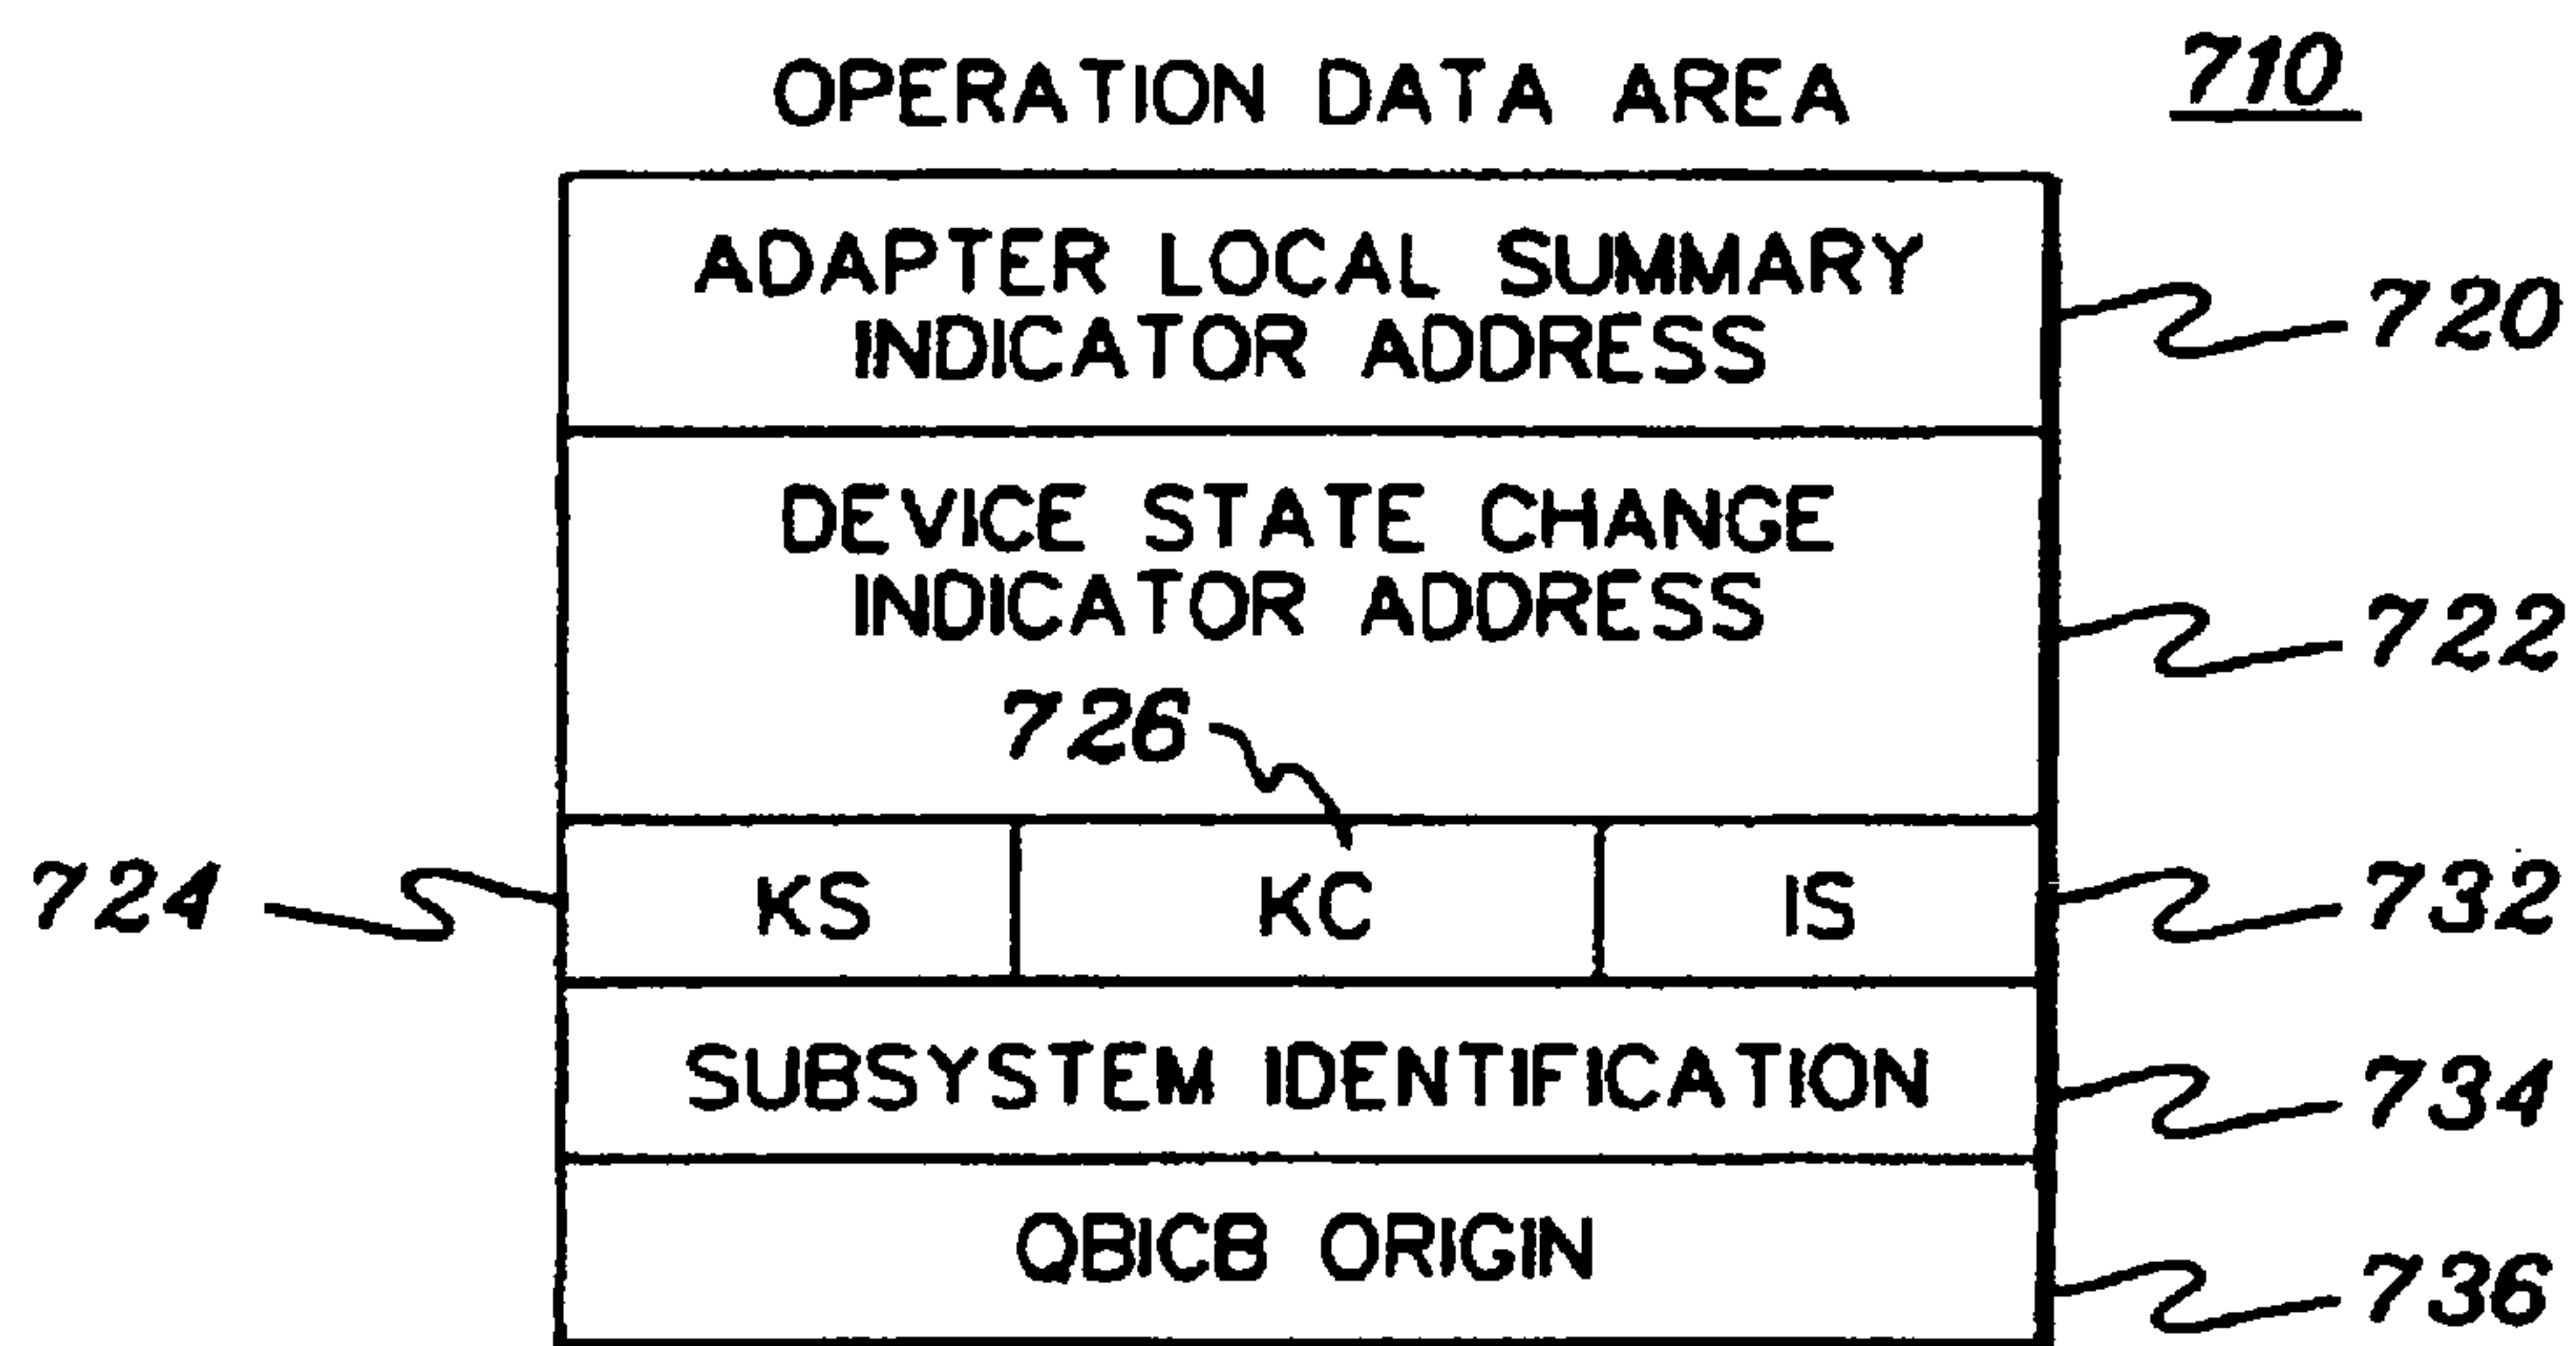 OPERATION DATA AREA 710
ADAPTER LOCAL SUMMARY
INDICATOR ADDRESS
720
DEVICE STATE CHANGE
INDICATOR ADDRESS
722
726
724 KS KC IS 732
SUBSYSTEM IDENTIFICATION 734
QBICB ORIGIN 736